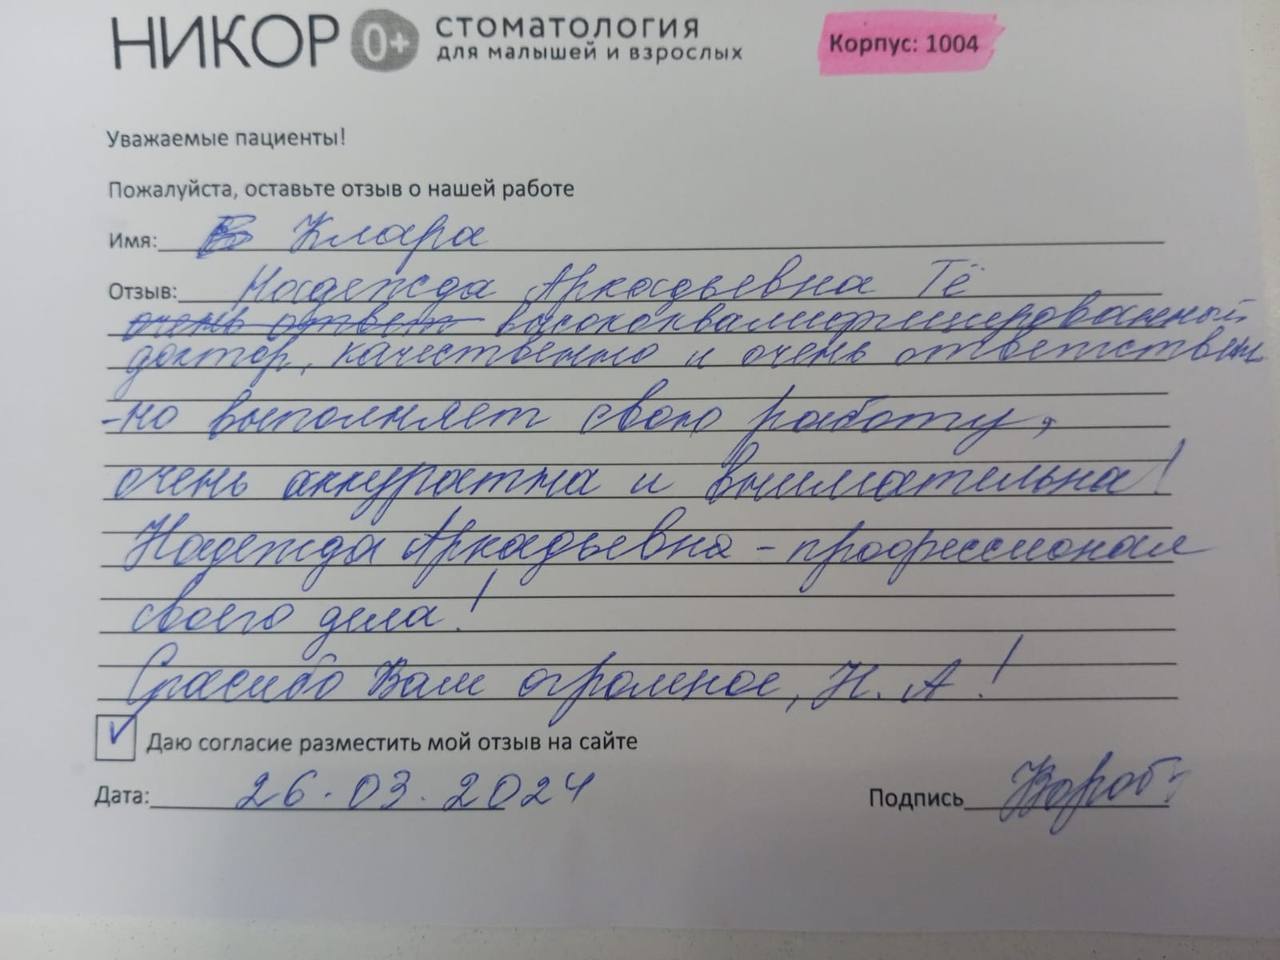 НИКОР 0+ СТОМАТОЛОГИЯ
ДЛЯ МАЛЫШЕЙ И ВЗРОСЛЫХ
Корпус: 1004
Уважаемые пациенты!
Пожалуйста, оставьте отзыв о нашей работе
Имя: Клара
Отзыв: Надежда Аркадьевна Тё
очень ответст высококвалифицированный
доктор, качественно и очень ответствен
-но выполняет свою работу,
очень аккуратна и внимательна!
Надежда Аркадьевна - профессионал
своего дела!
Спасибо Вам огромное, Н. А!
Даю согласие разместить мой отзыв на сайте
Дата: 26.03.2024
Подпись